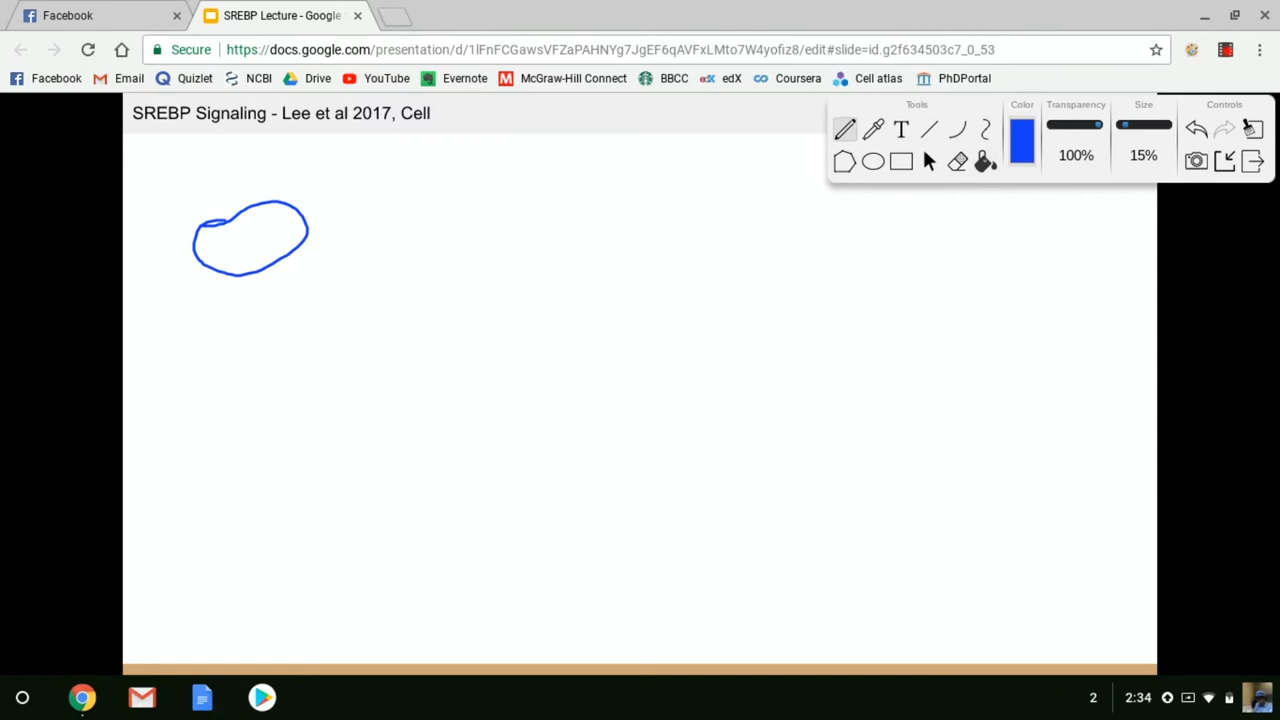 Facebook
SREBP Lecture - Google
Secure
https://docs.google.com/presentation/d/1lFnFCGawsVFZaPAHNYg7JgEF6qAVFxLMto7W4yofiz8/edit#slide=id.g2f634503c7_0_53
Facebook Email Quizlet NCBI Drive YouTube Evernote McGraw-Hill Connect BBCC edX Coursera Cell atlas PhDPortal
SREBP Signaling - Lee et al 2017, Cell
Tools Color Transparency Size Controls
T
100% 15%
2 2:34